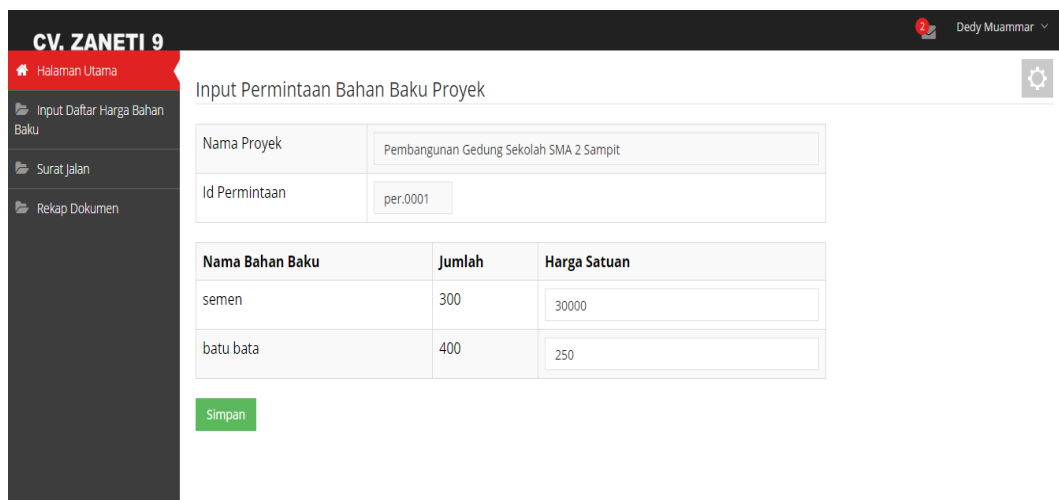 CV. ZANETI 9
2
Dedy Muammar
Halaman Utama
Input Daftar Harga Bahan
Baku
Surat Jalan
Rekap Dokumen
Input Permintaan Bahan Baku Proyek
Nama Proyek Pembangunan Gedung Sekolah SMA 2 Sampit
Id Permintaan per.0001
Nama Bahan Baku Jumlah Harga Satuan
semen 300 30000
batu bata 400 250
Simpan